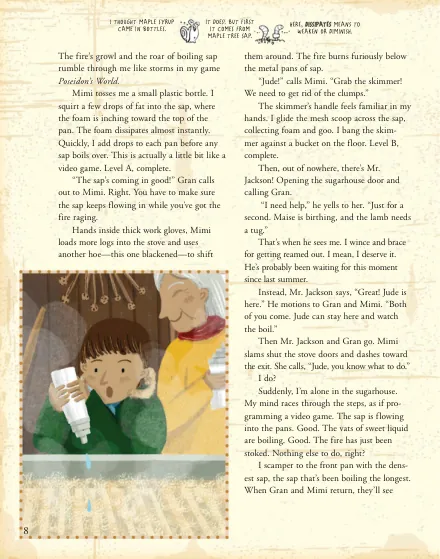 I THOUGHT MAPLE SYRUP
CAME IN BOTTLES.
IT DOES! BUT FIRST
IT COMES FROM
MAPLE TREE SAP.
HERE, DISSIPATES MEANS TO
WEAKEN OR DIMINISH.
The fire's growl and the roar of boiling sap
rumble through me like storms in my game
Poseidon's World.
Mimi tosses me a small plastic bottle. I
squirt a few drops of fat into the sap, where
the foam is inching toward the top of the
pan. The foam dissipates almost instantly.
Quickly, I add drops to each pan before any
sap boils over. This is actually a little bit like a
video game. Level A, complete.
"The sap's coming in good!" Gran calls
out to Mimi. Right. You have to make sure
the sap keeps flowing in while you've got the
fire raging.
Hands inside thick work gloves, Mimi
loads more logs into the stove and uses
another hoe—this one blackened—to shift
them around. The fire burns furiously below
the metal pans of sap.
"Jude!" calls Mimi. "Grab the skimmer!
We need to get rid of the clumps."
The skimmer's handle feels familiar in my
hands. I glide the mesh scoop across the sap,
collecting foam and goo. I bang the skim-
mer against a bucket on the floor. Level B,
complete.
Then, out of nowhere, there's Mr.
Jackson! Opening the sugarhouse door and
calling Gran.
"I need help," he yells to her. "Just for a
second. Maise is birthing, and the lamb needs
a tug."
That's when he sees me. I wince and brace
for getting reamed out. I mean, I deserve it.
He's probably been waiting for this moment
since last summer.
Instead, Mr. Jackson says, "Great! Jude is
here." He motions to Gran and Mimi. "Both
of you come. Jude can stay here and watch
the boil."
Then Mr. Jackson and Gran go. Mimi
slams shut the stove doors and dashes toward
the exit. She calls, "Jude, you know what to do."
I do?
Suddenly, I'm alone in the sugarhouse.
My mind races through the steps, as if pro-
gramming a video game. The sap is flowing
into the pans. Good. The vats of sweet liquid
are boiling. Good. The fire has just been
stoked. Nothing else to do, right?
I scamper to the front pan with the dens-
est sap, the sap that's been boiling the longest.
When Gran and Mimi return, they'll see
8